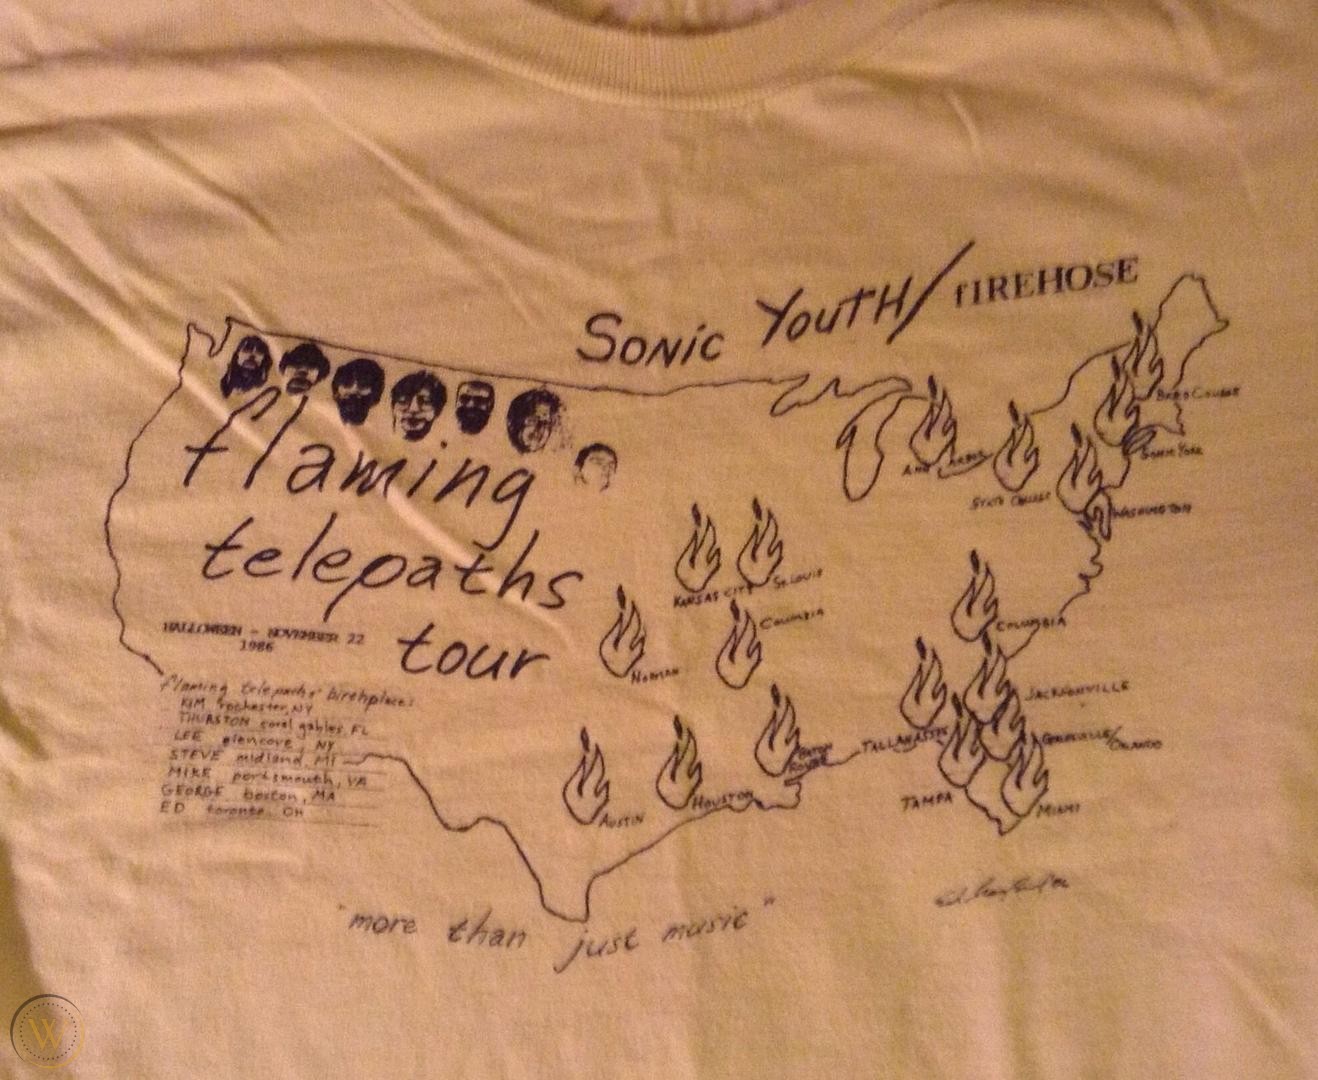 SONIC YOUTH/fIREHOSE
flaming
telepaths
tour
HALLOWEEN - NOVEMBER 22
1986
flaming telepaths' birthplaces
KIM rochester, NY
THURSTON coral gables, FL
LEE glencove, NY
STEVE midland, MI
MIKE portsmouth, VA
GEORGE boston, MA
ED toronto, OH
BARD COLLEGE
ANN ARBOR
SONIC YORK
STATE COLLEGE
WASHINGTON
KANSAS CITY
ST. LOUIS
COLUMBIA
COLUMBIA
NORMAN
JACKSONVILLE
TALLAHASSEE
GAINESVILLE/ORLANDO
BATON
ROUGE
HOUSTON
AUSTIN
TAMPA
MIAMI
"more than just music"
W